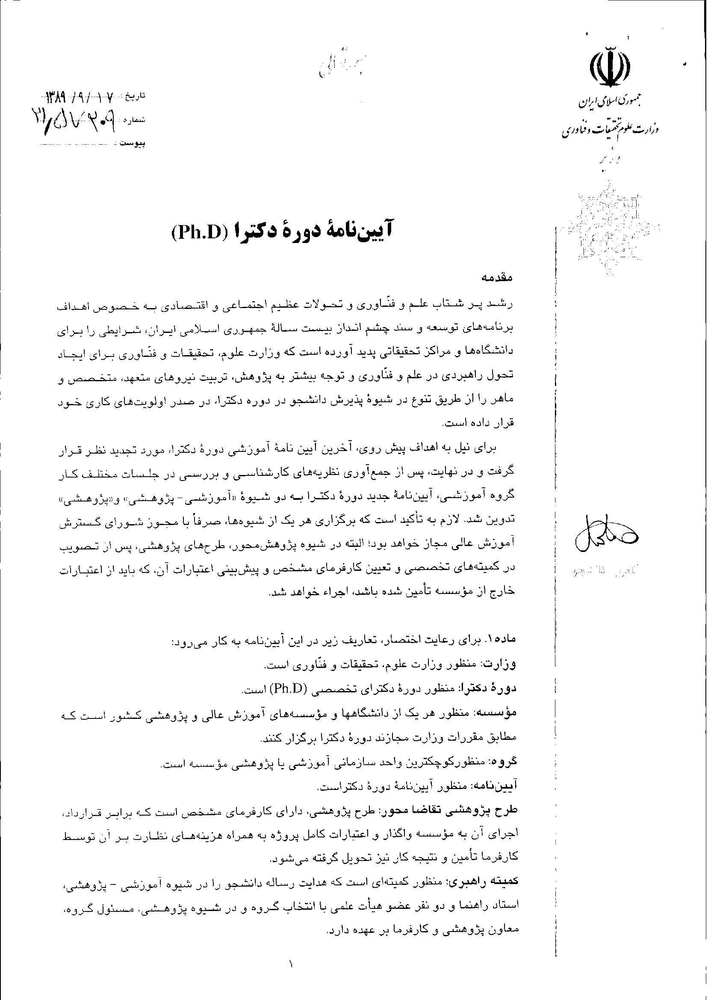 بسمه تعالی
جمهوری اسلامی ایران
وزارت علوم تحقیقات و فناوری
وزیر
تاریخ : ۱۳۸۹/۹/۱۷
شماره :
پیوست :
آیین‌نامهٔ دورهٔ دکترا (Ph.D)
مقدمه
رشد پر شتاب علم و فنّاوری و تحولات عظیم اجتماعی و اقتصادی به خصوص اهداف
برنامه‌های توسعه و سند چشم انداز بیست سالهٔ جمهوری اسلامی ایران، شرایطی را برای
دانشگاه‌ها و مراکز تحقیقاتی پدید آورده است که وزارت علوم، تحقیقات و فنّاوری برای ایجاد
تحول راهبردی در علم و فنّاوری و توجه بیشتر به پژوهش، تربیت نیروهای متعهد، متخصص و
ماهر را از طریق تنوع در شیوهٔ پذیرش دانشجو در دوره دکترا، در صدر اولویت‌های کاری خود
قرار داده است.
برای نیل به اهداف پیش روی، آخرین آیین نامهٔ آموزشی دورهٔ دکترا، مورد تجدید نظر قرار
گرفت و در نهایت، پس از جمع‌آوری نظریه‌های کارشناسی و بررسی در جلسات مختلف کار
گروه آموزشی، آیین‌نامهٔ جدید دورهٔ دکترا به دو شیوهٔ «آموزشی- پژوهشی» و«پژوهشی»
تدوین شد. لازم به تأکید است که برگزاری هر یک از شیوه‌ها، صرفاً با مجوز شورای گسترش
آموزش عالی مجاز خواهد بود؛ البته در شیوه پژوهش‌محور، طرح‌های پژوهشی، پس از تصویب
در کمیته‌های تخصصی و تعیین کارفرمای مشخص و پیش‌بینی اعتبارات آن، که باید از اعتبارات
خارج از مؤسسه تأمین شده باشد، اجراء خواهد شد.
ماده۱. برای رعایت اختصار، تعاریف زیر در این آیین‌نامه به کار می‌رود:
وزارت: منظور وزارت علوم، تحقیقات و فنّاوری است.
دورهٔ دکترا: منظور دورهٔ دکترای تخصصی (Ph.D) است.
مؤسسه: منظور هر یک از دانشگاهها و مؤسسه‌های آموزش عالی و پژوهشی کشور است که
مطابق مقررات وزارت مجازند دورهٔ دکترا برگزار کنند.
گروه: منظورکوچکترین واحد سازمانی آموزشی یا پژوهشی مؤسسه است.
آیین‌نامه: منظور آیین‌نامهٔ دورهٔ دکتراست.
طرح پژوهشی تقاضا محور: طرح پژوهشی، دارای کارفرمای مشخص است که برابر قرارداد،
اجرای آن به مؤسسه واگذار و اعتبارات کامل پروژه به همراه هزینه‌های نظارت بر آن توسط
کارفرما تأمین و نتیجه کار نیز تحویل گرفته می‌شود.
کمیته راهبری: منظور کمیته‌ای است که هدایت رساله دانشجو را در شیوه آموزشی - پژوهشی،
استاد راهنما و دو نفر عضو هیأت علمی با انتخاب گروه و در شیوه پژوهشی، مسئول گروه،
معاون پژوهشی و کارفرما بر عهده دارد.
۱